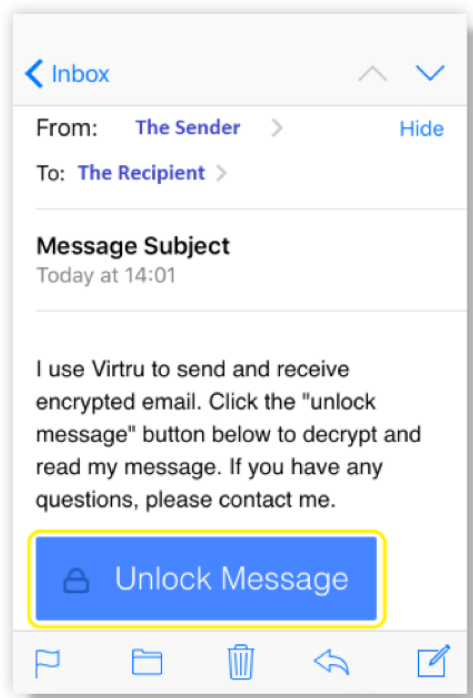 Inbox
From: The Sender Hide
To: The Recipient
Message Subject
Today at 14:01
I use Virtru to send and receive
encrypted email. Click the "unlock
message" button below to decrypt and
read my message. If you have any
questions, please contact me.
Unlock Message